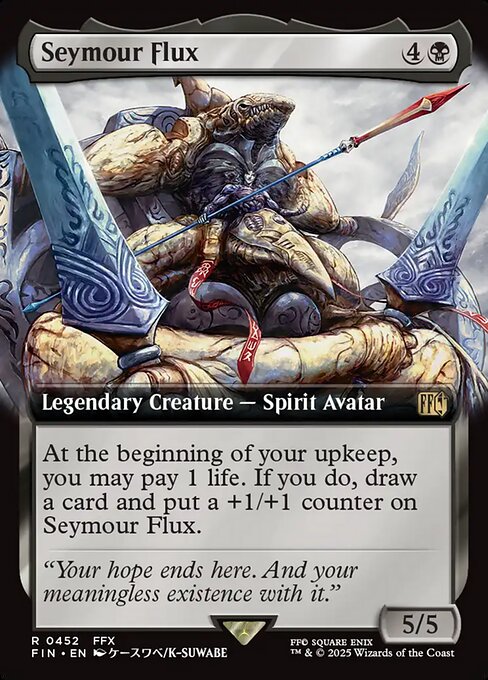 Seymour Flux 4
Legendary Creature — Spirit Avatar
At the beginning of your upkeep,
you may pay 1 life. If you do, draw
a card and put a +1/+1 counter on
Seymour Flux.
“Your hope ends here. And your
meaningless existence with it.”
5/5
R 0452 FFX
FIN • EN ケースワベ/K-SUWABE
FF© SQUARE ENIX
™ & © 2025 Wizards of the Coast